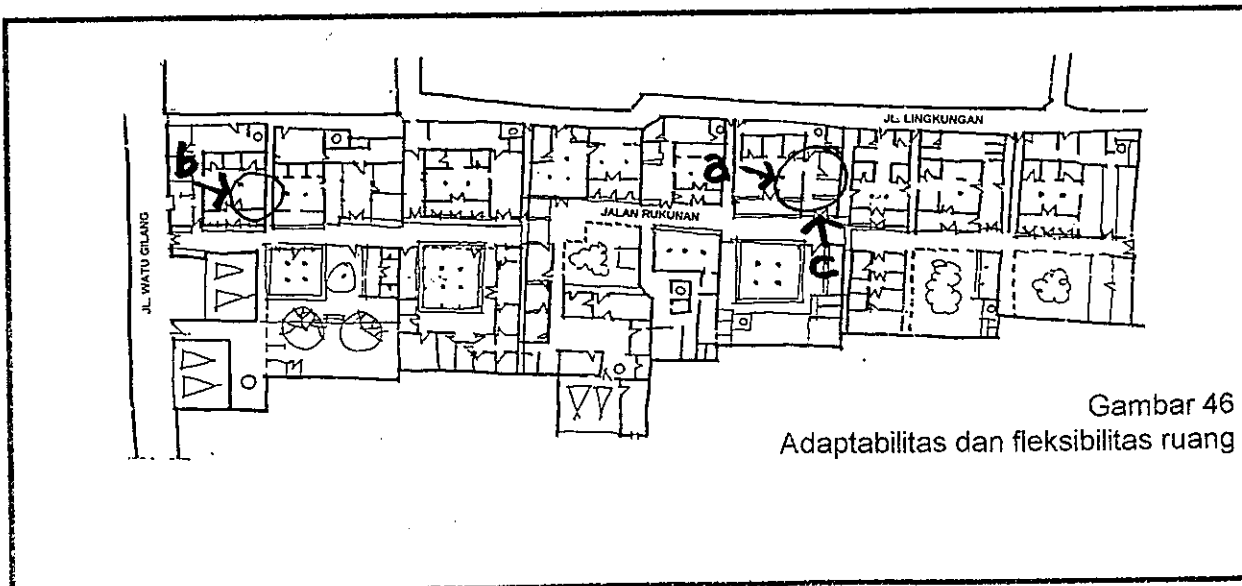 JL. LINGKUNGAN
b
a
JALAN RUKUNAN
JL. WATU GILANG
c
Gambar 46
Adaptabilitas dan fleksibilitas ruang